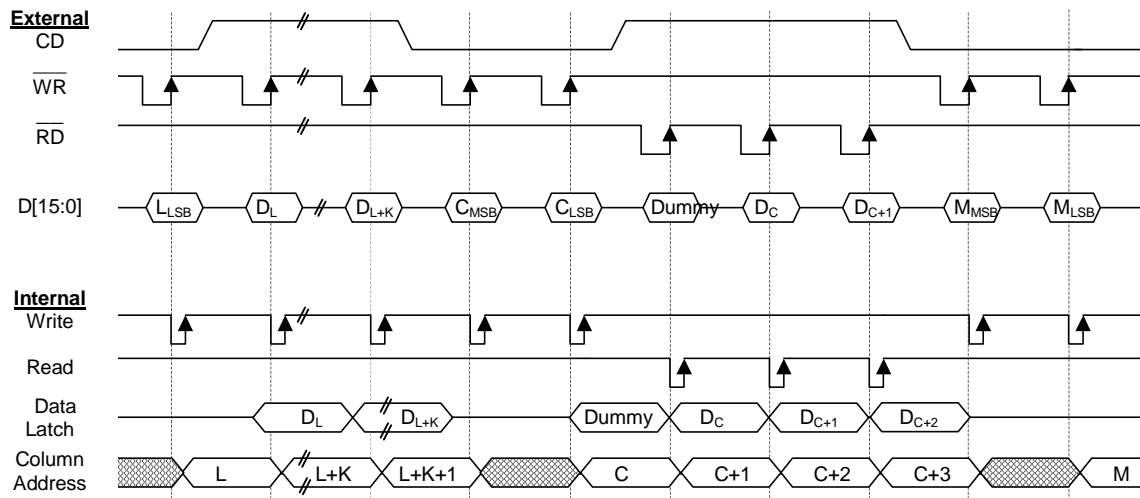 External
CD
WR
RD
D[15:0] LLSB DL DL+K CMSB CLSB Dummy DC DC+1 MMSB MLSB
Internal
Write
Read
Data
Latch DL DL+K Dummy DC DC+1 DC+2
Column
Address L L+K L+K+1 C C+1 C+2 C+3 M